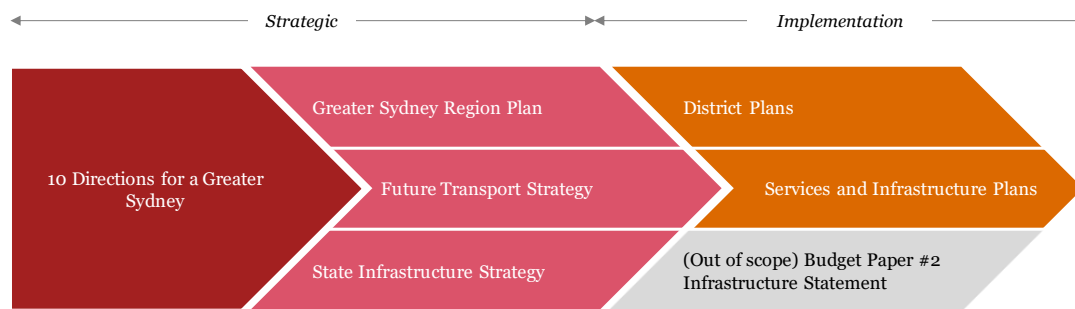 Strategic
Implementation
10 Directions for a Greater
Sydney
Greater Sydney Region Plan
Future Transport Strategy
State Infrastructure Strategy
District Plans
Services and Infrastructure Plans
(Out of scope) Budget Paper #2
Infrastructure Statement